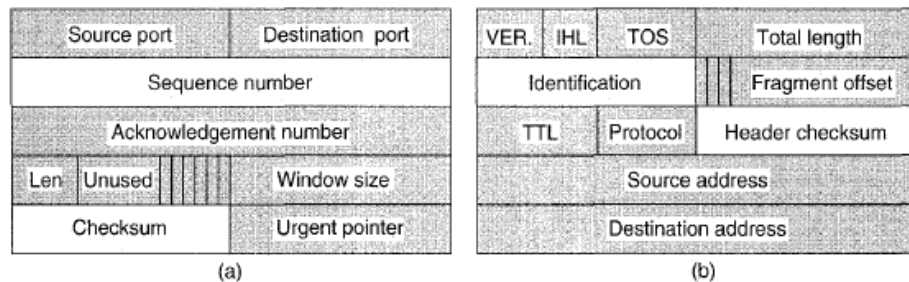 Source port Destination port
Sequence number
Acknowledgement number
Len Unused Window size
Checksum Urgent pointer
(a)
VER. IHL TOS Total length
Identification Fragment offset
TTL Protocol Header checksum
Source address
Destination address
(b)